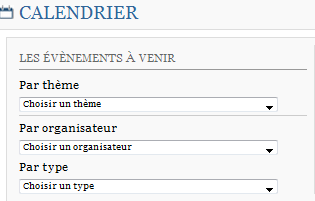 CALENDRIER
LES ÉVÈNEMENTS À VENIR
Par thème
Choisir un thème
Par organisateur
Choisir un organisateur
Par type
Choisir un type